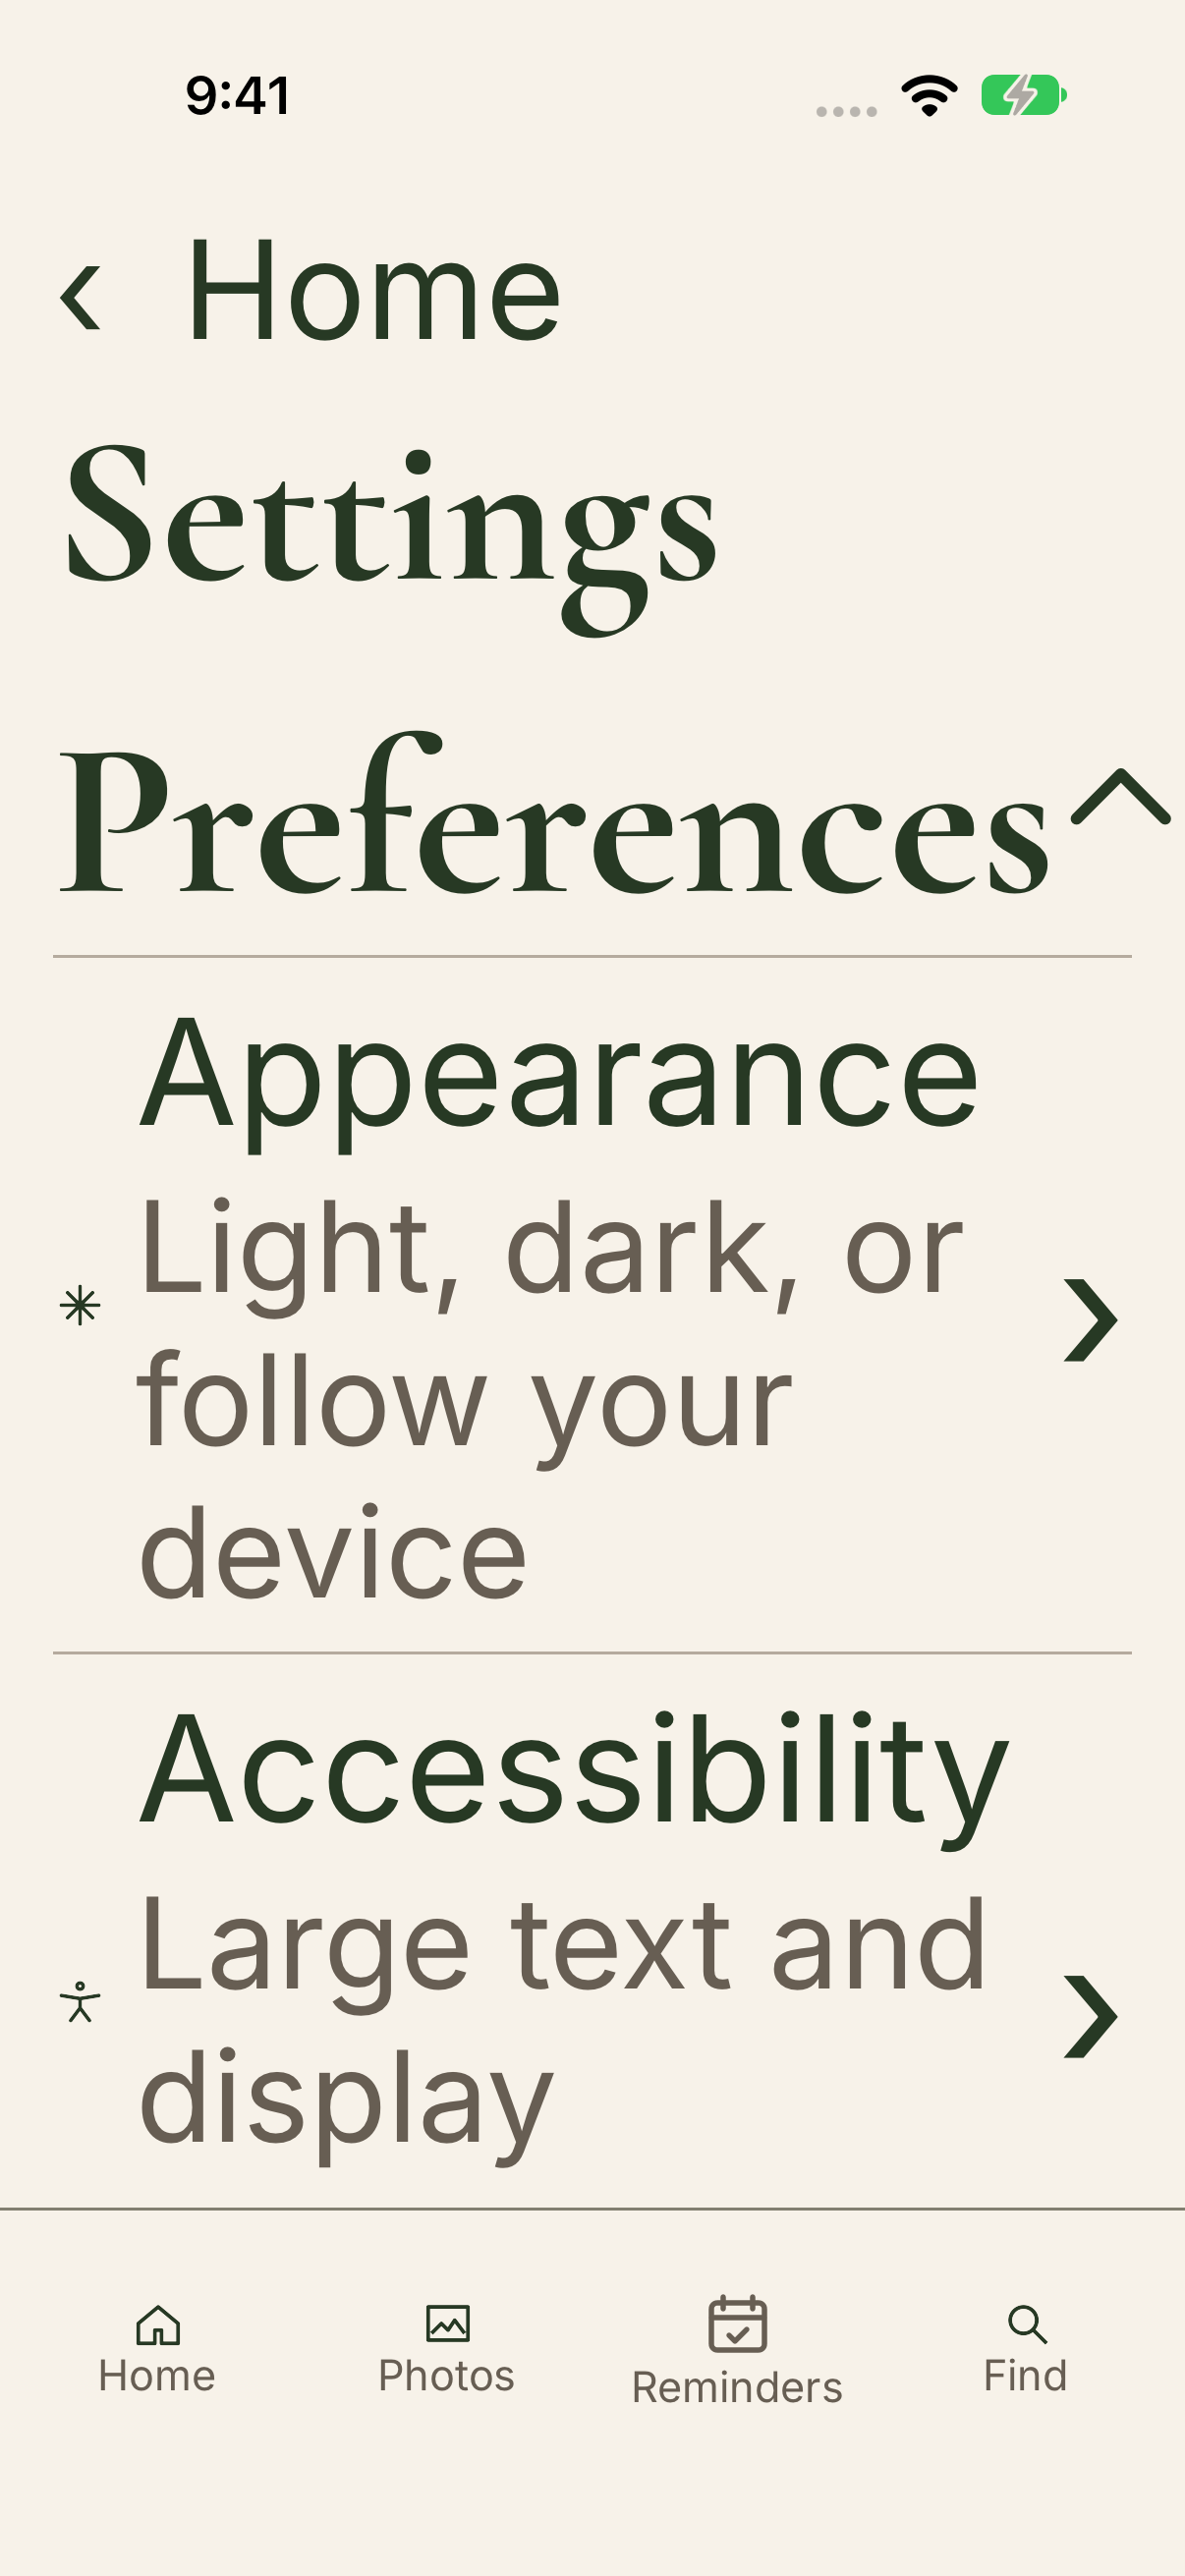 9:41
‹ Home
Settings
Preferences
Appearance
Light, dark, or
follow your
device
Accessibility
Large text and
display
Home
Photos
Reminders
Find